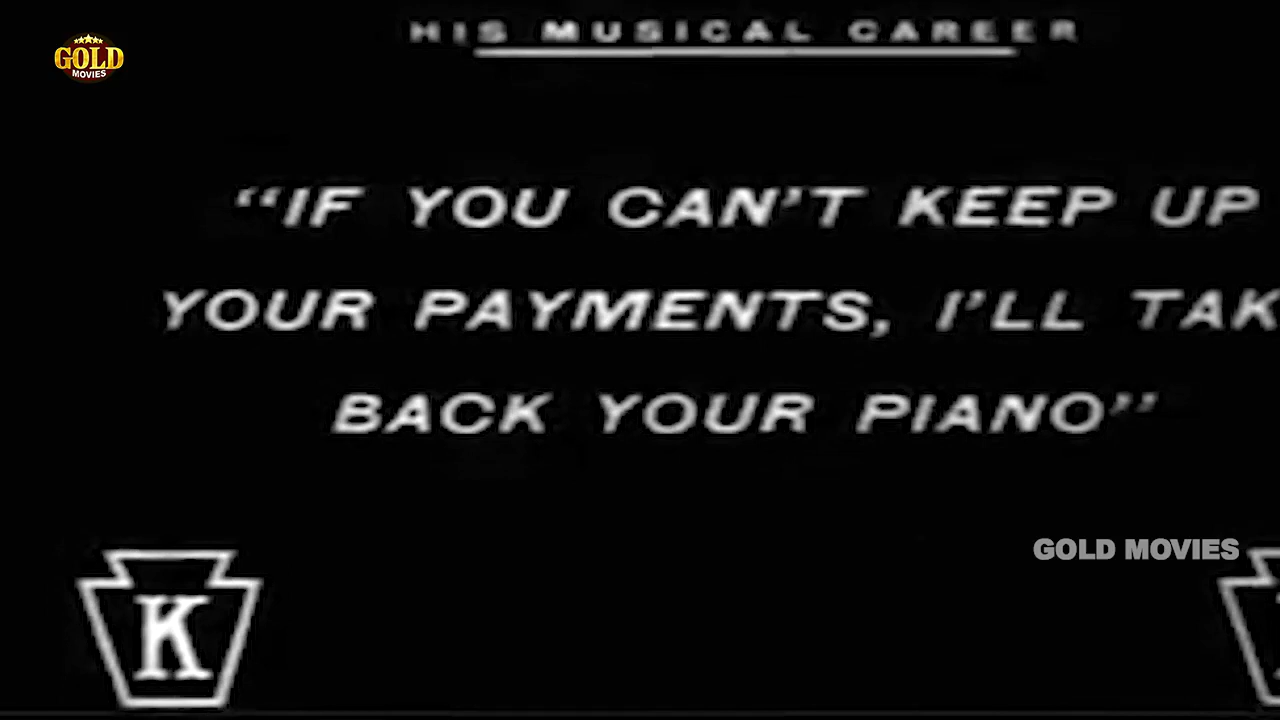 HIS MUSICAL CAREER
GOLD
MOVIES
“IF YOU CAN’T KEEP UP
YOUR PAYMENTS, I’LL TAK
BACK YOUR PIANO”
GOLD MOVIES
K